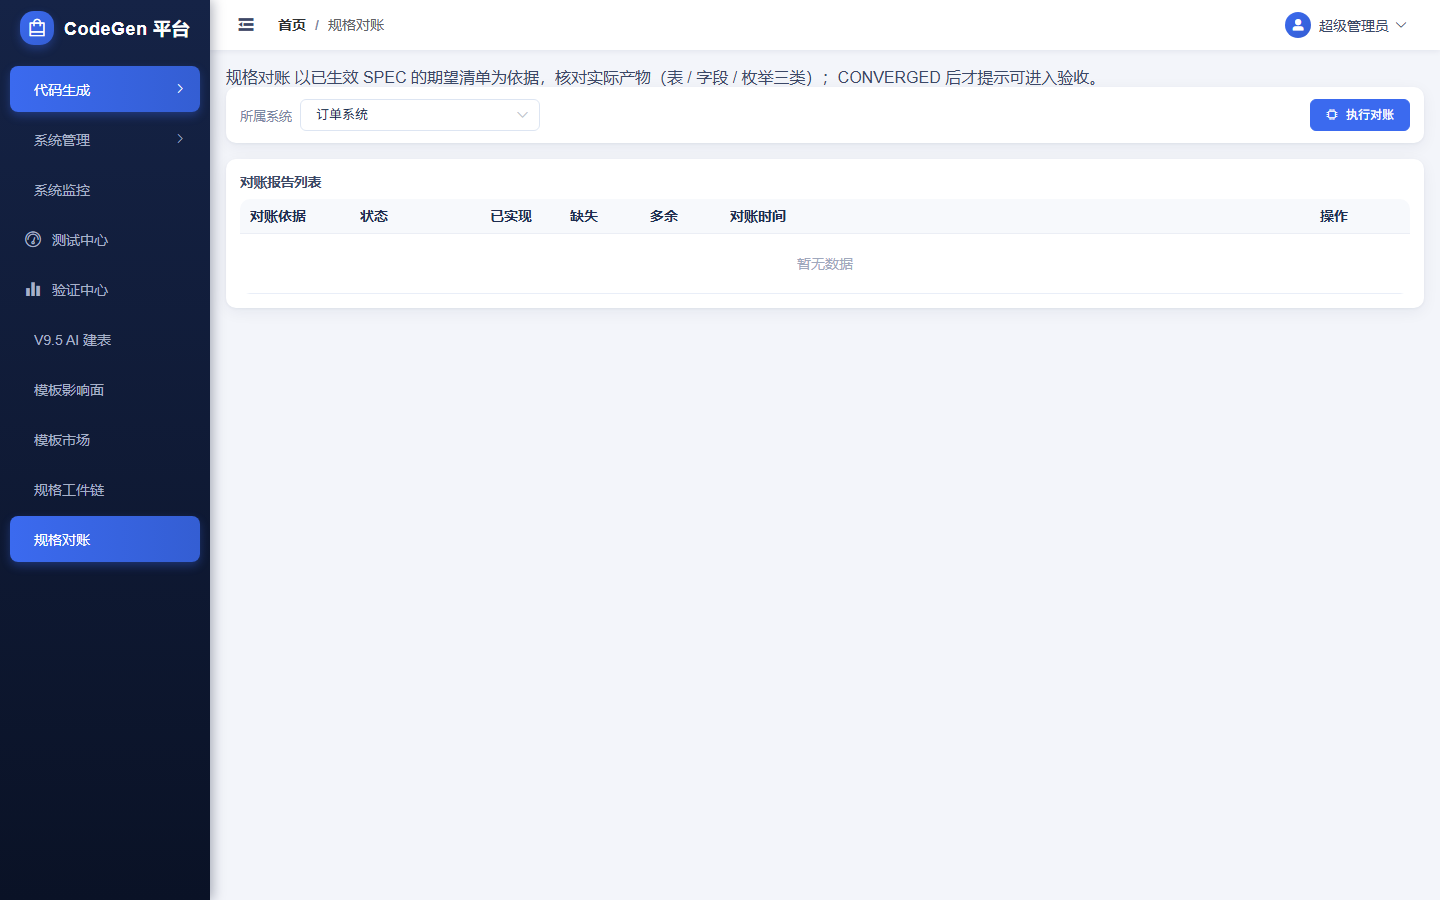 CodeGen 平台
首页 / 规格对账
超级管理员
代码生成
系统管理
系统监控
测试中心
验证中心
V9.5 AI 建表
模板影响面
模板市场
规格工件链
规格对账
规格对账 以已生效 SPEC 的期望清单为依据，核对实际产物（表 / 字段 / 枚举三类）；CONVERGED 后才提示可进入验收。
所属系统 订单系统 执行对账
对账报告列表
对账依据 状态 已实现 缺失 多余 对账时间 操作
暂无数据